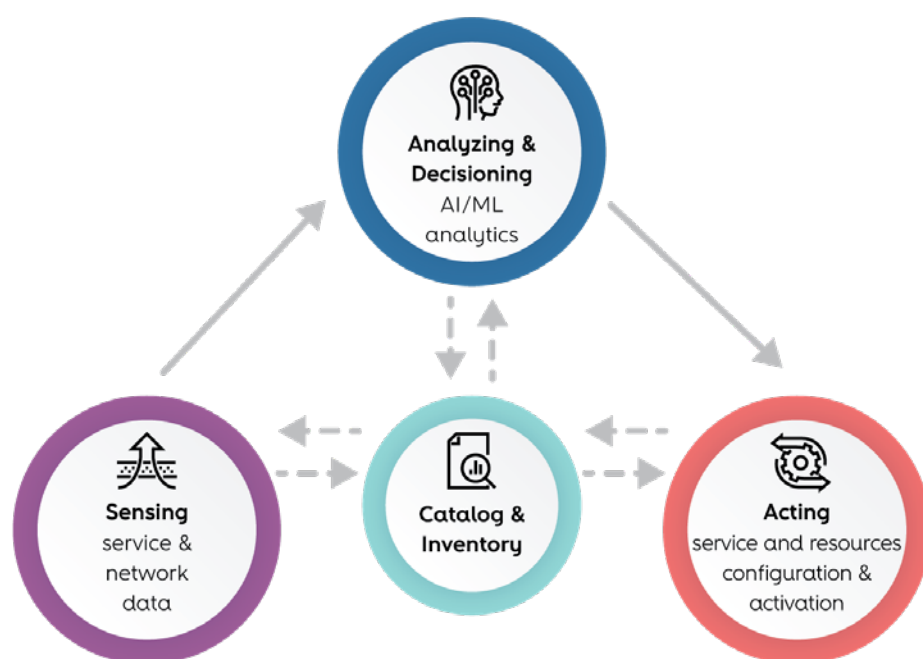 Analyzing &
Decisioning
AI/ML
analytics
Sensing
service &
network
data
Catalog &
Inventory
Acting
service and resources
configuration &
activation